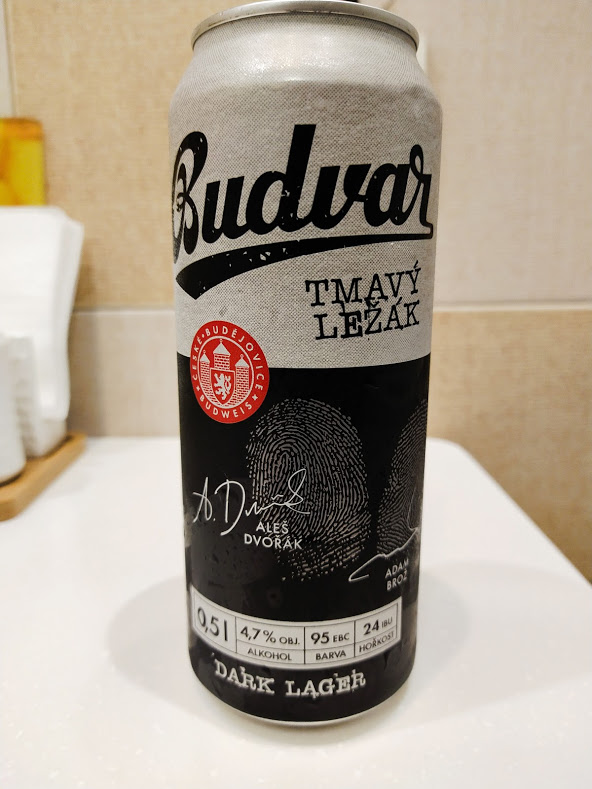 Budvar
TMAVÝ
LEŽÁK
ČESKÉ • BUDĚJOVICE
BUDWEIS
A. Dvořák
ALEŠ
DVOŘÁK
ADAM
BROŽ
0,5 l
4,7 % OBJ.
ALKOHOL
95 EBC
BARVA
24 IBU
HOŘKOST
DARK LAGER